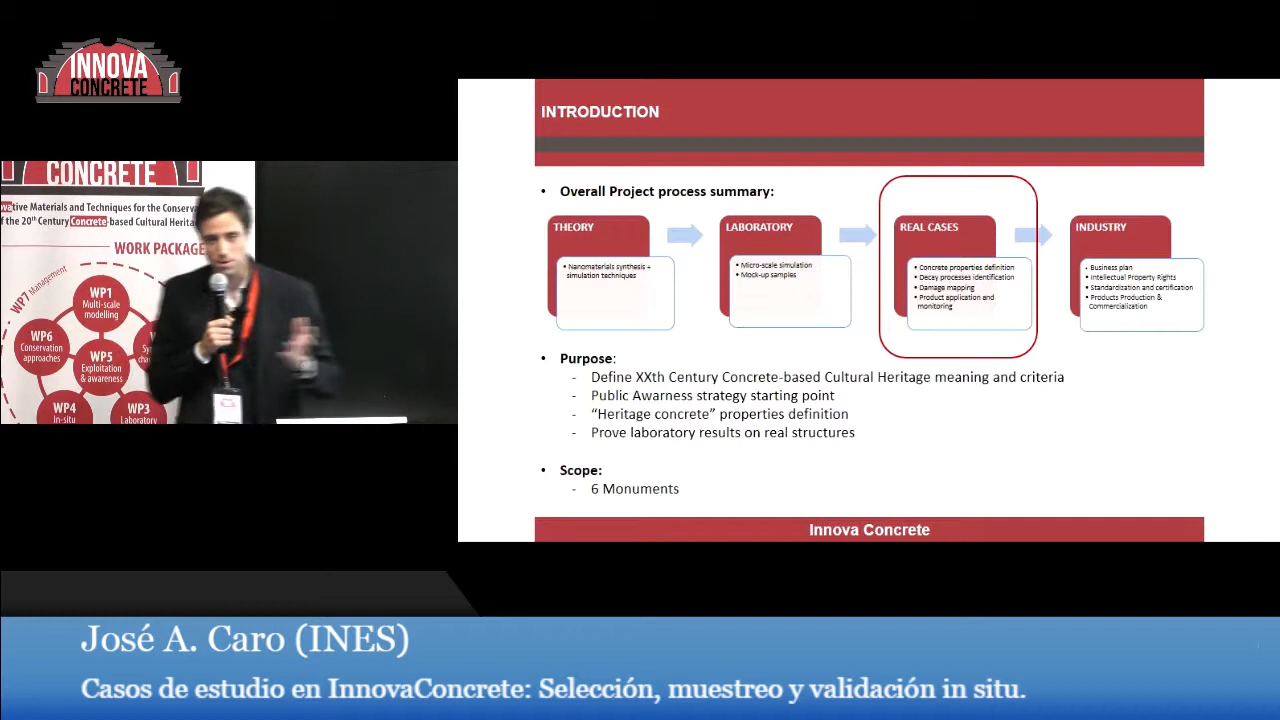 INNOVA
CONCRETE
CONCRETE
ative Materials and Techniques for the Conserv
of the 20th Century Concrete-based Cultural Herita
WORK PACKAGE
WP7 Management
WP1
Multi-scale
modelling
WP6
Conservation
approaches
WP5
Exploitation
& awareness
WP4
In-situ
WP3
Laboratory
INTRODUCTION
• Overall Project process summary:
THEORY
• Nanomaterials synthesis +
simulation techniques
LABORATORY
• Micro-scale simulation
• Mock-up samples
REAL CASES
• Concrete properties definition
• Decay processes identification
• Damage mapping
• Product application and
monitoring
INDUSTRY
• Business plan
• Intellectual Property Rights
• Standardization and certification
• Products Production &
Commercialization
• Purpose:
- Define XXth Century Concrete-based Cultural Heritage meaning and criteria
- Public Awarness strategy starting point
- “Heritage concrete” properties definition
- Prove laboratory results on real structures
• Scope:
- 6 Monuments
Innova Concrete
José A. Caro (INES)
Casos de estudio en InnovaConcrete: Selección, muestreo y validación in situ.